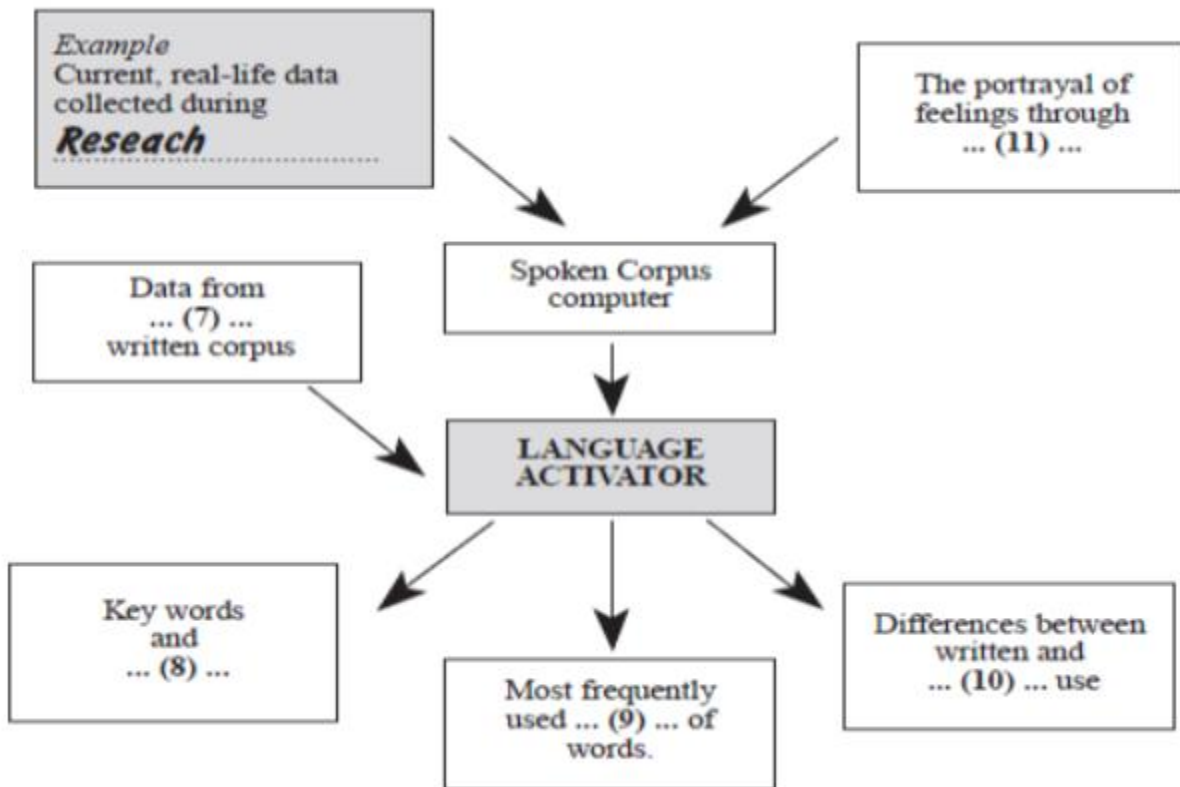 Example
Current, real-life data
collected during
Reseach
The portrayal of
feelings through
... (11) ...
Spoken Corpus
computer
Data from
... (7) ...
written corpus
LANGUAGE
ACTIVATOR
Key words
and
... (8) ...
Most frequently
used ... (9) ... of
words.
Differences between
written and
... (10) ... use